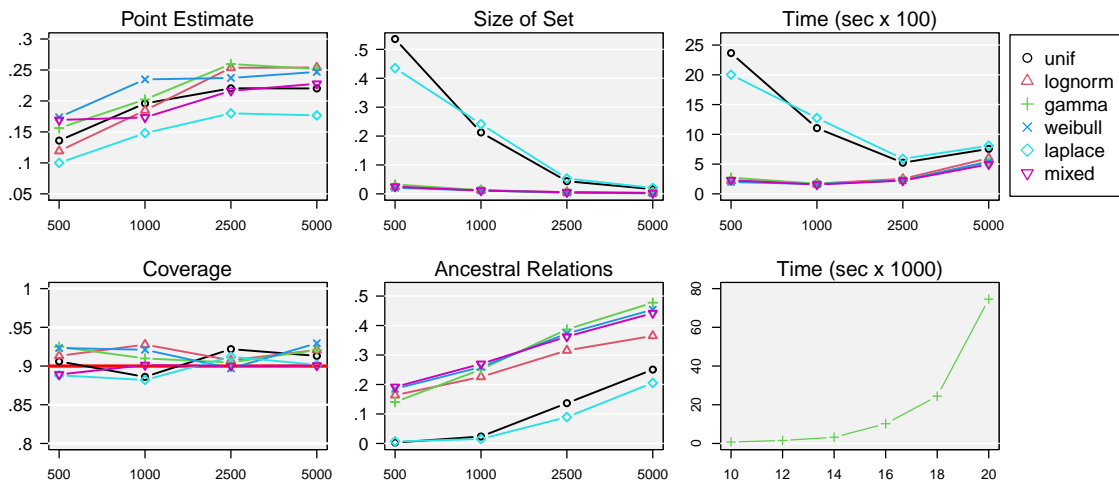 Point Estimate
.3
.25
.2
.15
.1
.05
500 1000 2500 5000
Size of Set
.5
.4
.3
.2
.1
0
500 1000 2500 5000
Time (sec x 100)
25
20
15
10
5
0
500 1000 2500 5000
unif
lognorm
gamma
weibull
laplace
mixed
Coverage
1
.95
.9
.85
.8
500 1000 2500 5000
Ancestral Relations
.5
.4
.3
.2
.1
0
500 1000 2500 5000
Time (sec x 1000)
80
60
40
20
0
10 12 14 16 18 20